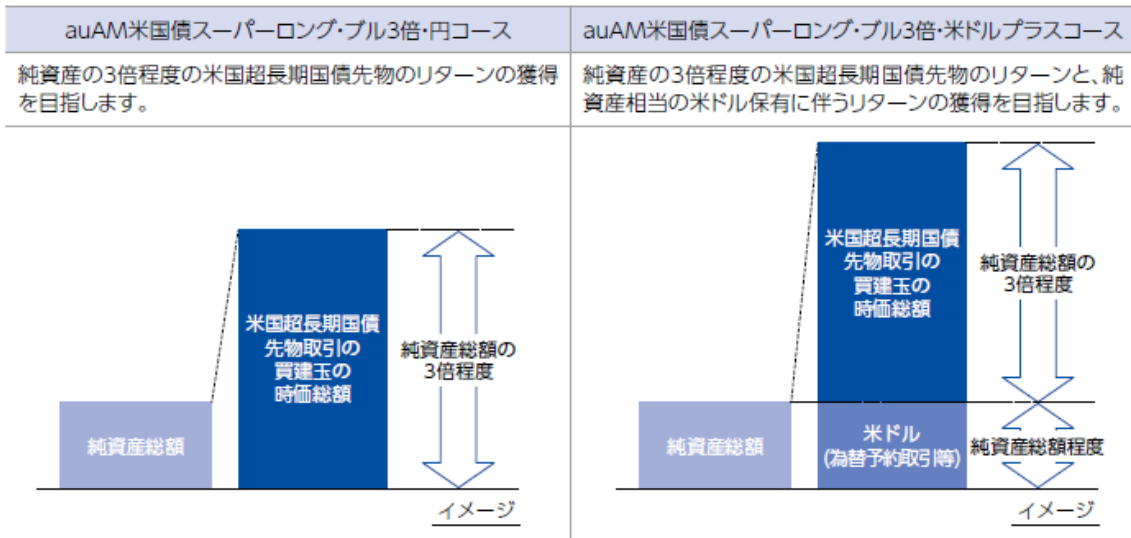 auAM米国債スーパーロング・ブル3倍・円コース
auAM米国債スーパーロング・ブル3倍・米ドルプラスコース
純資産の3倍程度の米国超長期国債先物のリターンの獲得
を目指します。
純資産の3倍程度の米国超長期国債先物のリターンと、純
資産相当の米ドル保有に伴うリターンの獲得を目指します。
米国超長期国債
先物取引の
買建玉の
時価総額
純資産総額の
3倍程度
純資産総額
イメージ
米国超長期国債
先物取引の
買建玉の
時価総額
純資産総額の
3倍程度
純資産総額
米ドル
(為替予約取引等)
純資産総額程度
イメージ